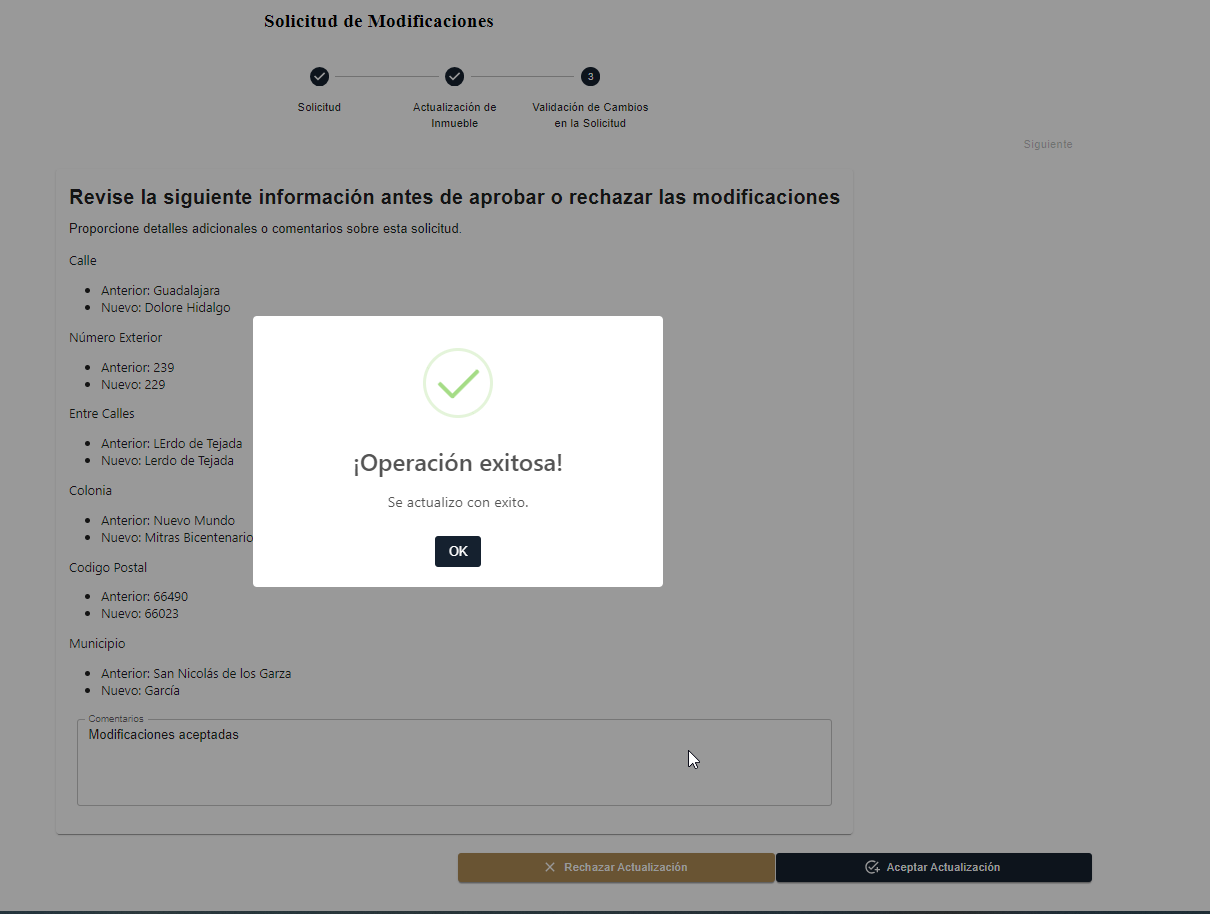 Solicitud de Modificaciones
3
Solicitud
Actualización de
Inmueble
Validación de Cambios
en la Solicitud
Siguiente
Revise la siguiente información antes de aprobar o rechazar las modificaciones
Proporcione detalles adicionales o comentarios sobre esta solicitud.
Calle
Anterior: Guadalajara
Nuevo: Dolore Hidalgo
Número Exterior
Anterior: 239
Nuevo: 229
Entre Calles
Anterior: LErdo de Tejada
Nuevo: Lerdo de Tejada
Colonia
Anterior: Nuevo Mundo
Nuevo: Mitras Bicentenario
Codigo Postal
Anterior: 66490
Nuevo: 66023
Municipio
Anterior: San Nicolás de los Garza
Nuevo: García
Comentarios
Modificaciones aceptadas
¡Operación exitosa!
Se actualizo con exito.
OK
Rechazar Actualización
Aceptar Actualización